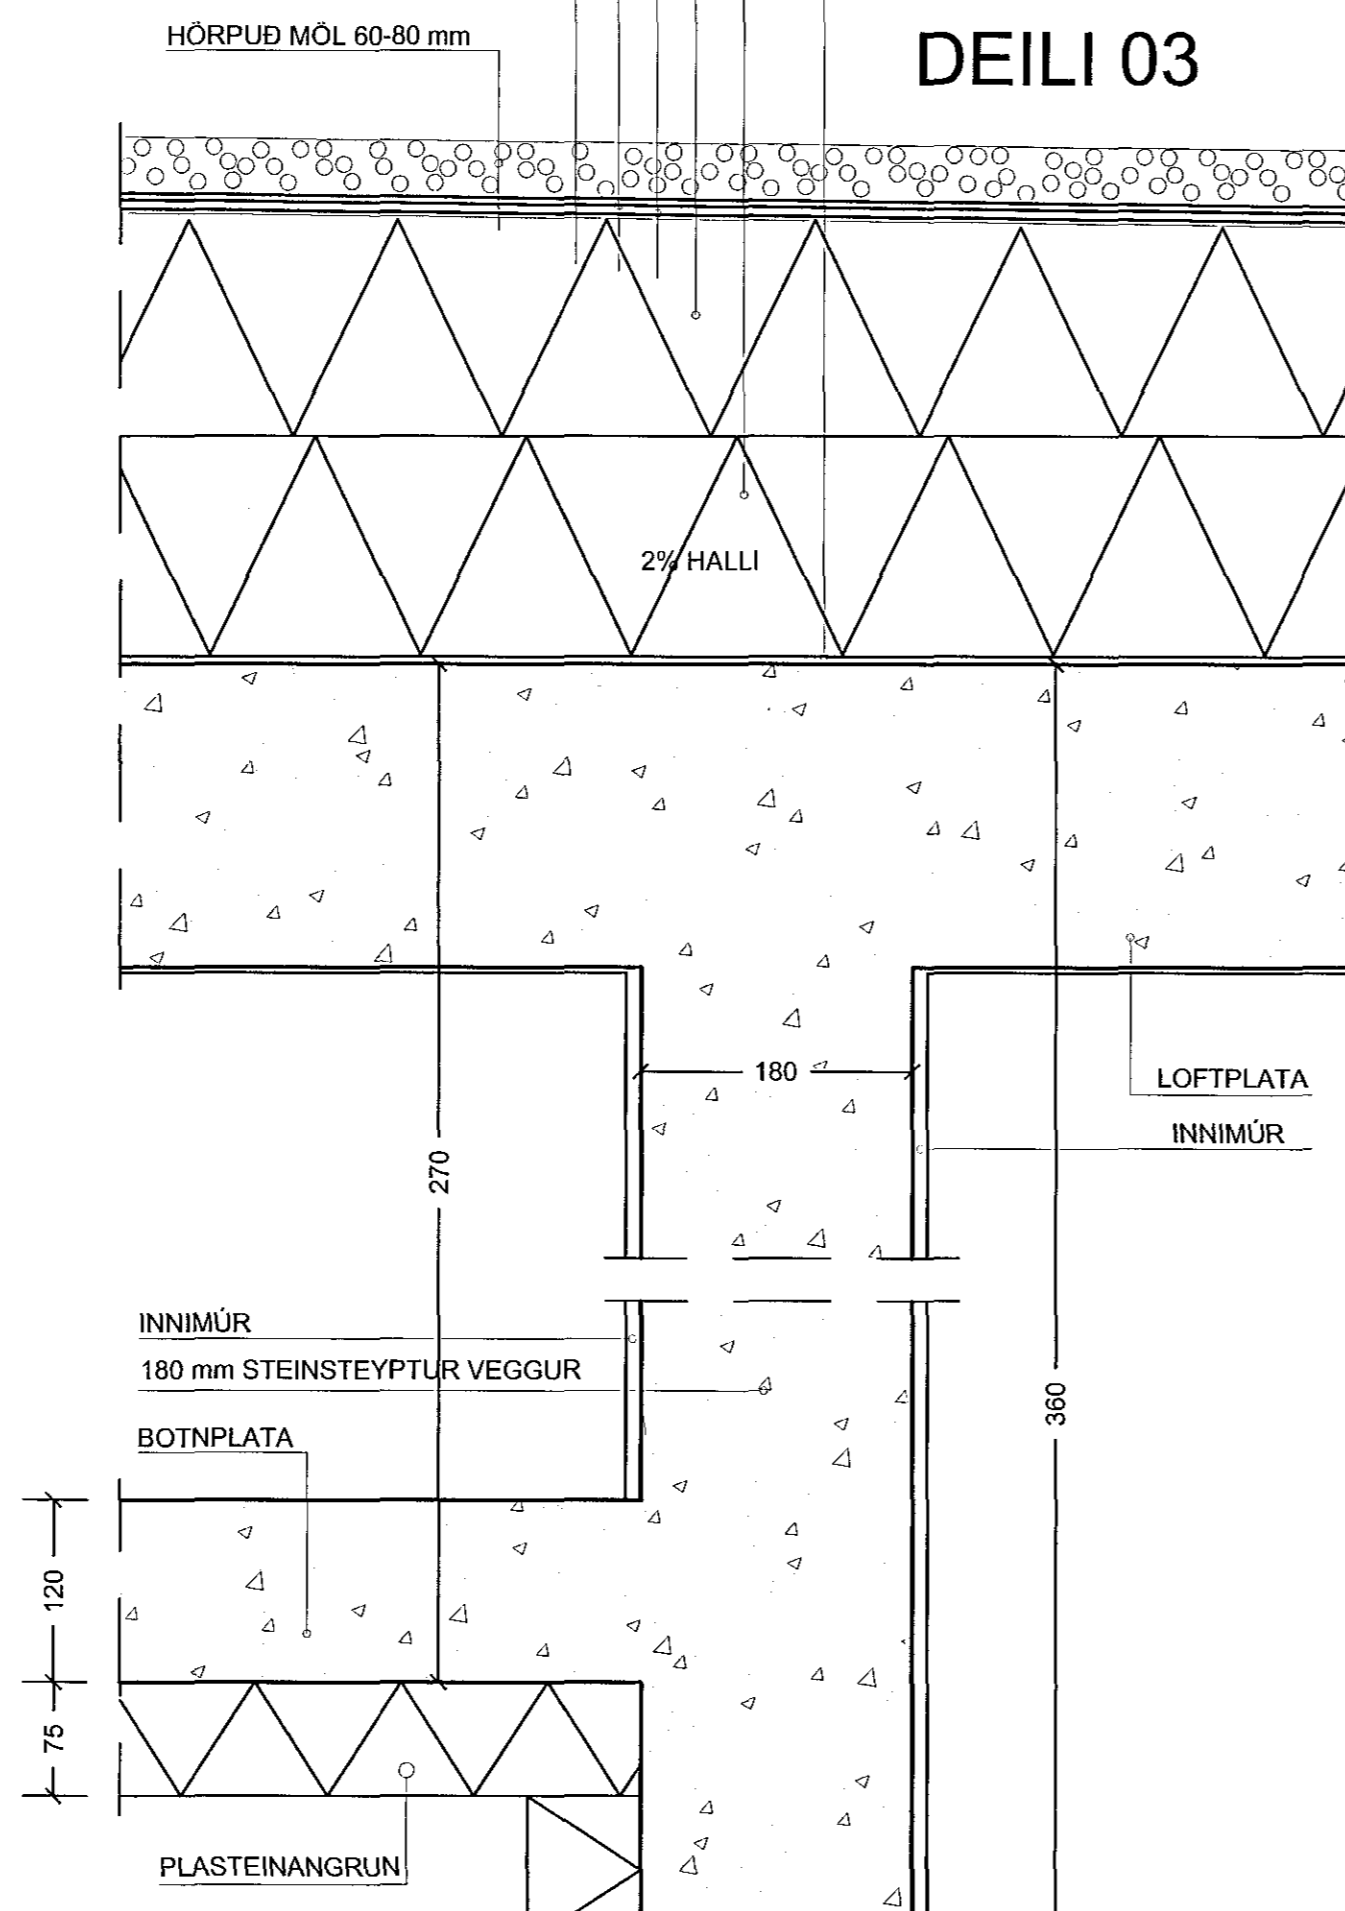 HÖRPUÐ MÖL 60-80 mm
DEILI 03
2% HALLI
180
LOFTPLATA
INNIMÚR
270
INNIMÚR
180 mm STEINSTEYPTUR VEGGUR
360
BOTNPLATA
120
75
PLASTEINANGRUN